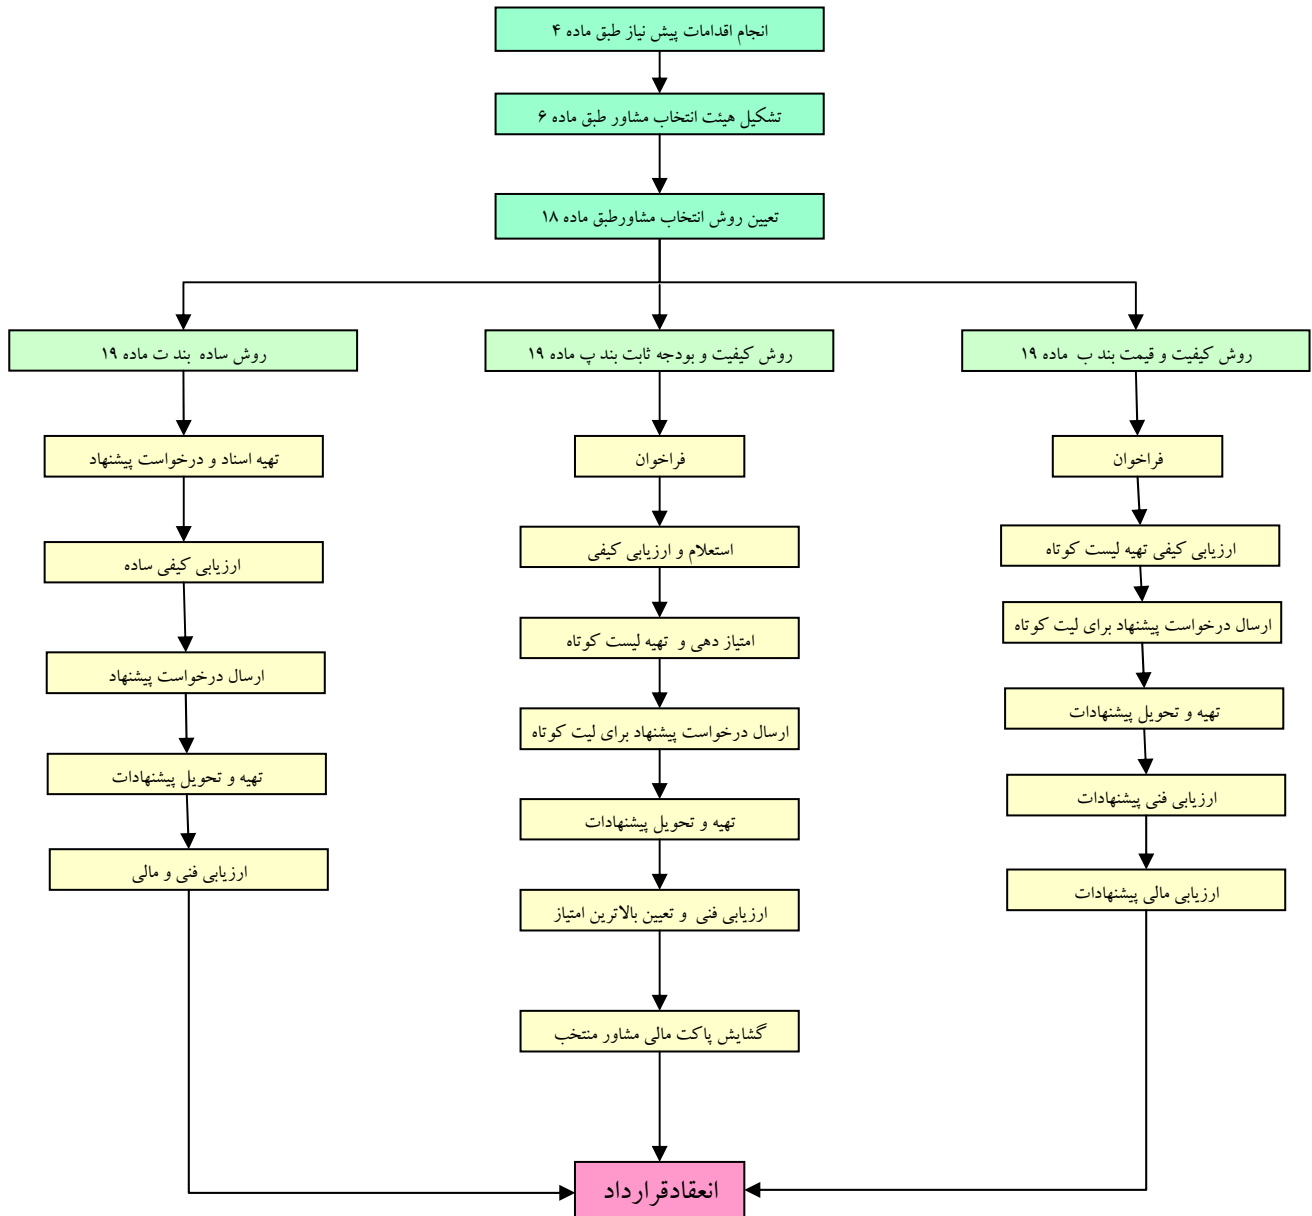 انجام اقدامات پیش نیاز طبق ماده ۴
تشکیل هیئت انتخاب مشاور طبق ماده ۶
تعیین روش انتخاب مشاورطبق ماده ۱۸
روش کیفیت و قیمت بند ب ماده ۱۹
فراخوان
ارزیابی کیفی تهیه لیست کوتاه
ارسال درخواست پیشنهاد برای لیت کوتاه
تهیه و تحویل پیشنهادات
ارزیابی فنی پیشنهادات
ارزیابی مالی پیشنهادات
روش کیفیت و بودجه ثابت بند پ ماده ۱۹
فراخوان
استعلام و ارزیابی کیفی
امتیاز دهی و تهیه لیست کوتاه
ارسال درخواست پیشنهاد برای لیت کوتاه
تهیه و تحویل پیشنهادات
ارزیابی فنی و تعیین بالاترین امتیاز
گشایش پاکت مالی مشاور منتخب
روش ساده بند ت ماده ۱۹
تهیه اسناد و درخواست پیشنهاد
ارزیابی کیفی ساده
ارسال درخواست پیشنهاد
تهیه و تحویل پیشنهادات
ارزیابی فنی و مالی
انعقادقرارداد